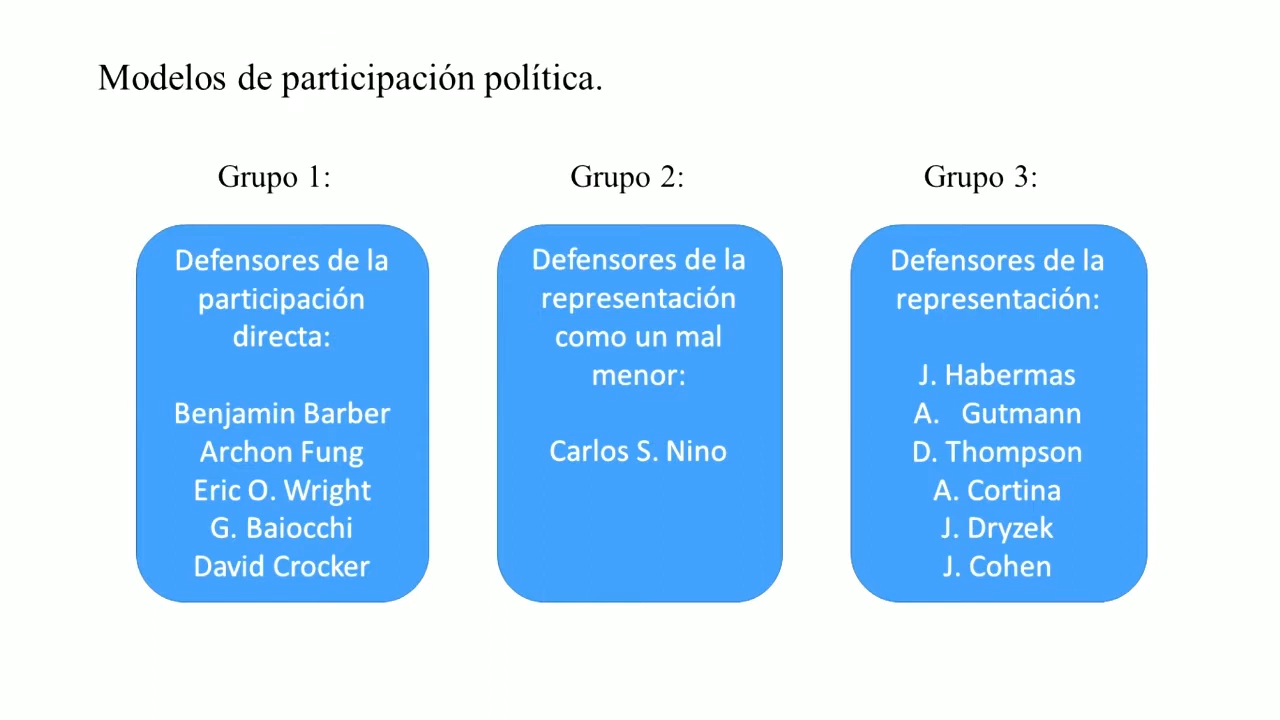 Modelos de participación política.
Grupo 1:
Defensores de la
participación
directa:
Benjamin Barber
Archon Fung
Eric O. Wright
G. Baiocchi
David Crocker
Grupo 2:
Defensores de la
representación
como un mal
menor:
Carlos S. Nino
Grupo 3:
Defensores de la
representación:
J. Habermas
A. Gutmann
D. Thompson
A. Cortina
J. Dryzek
J. Cohen